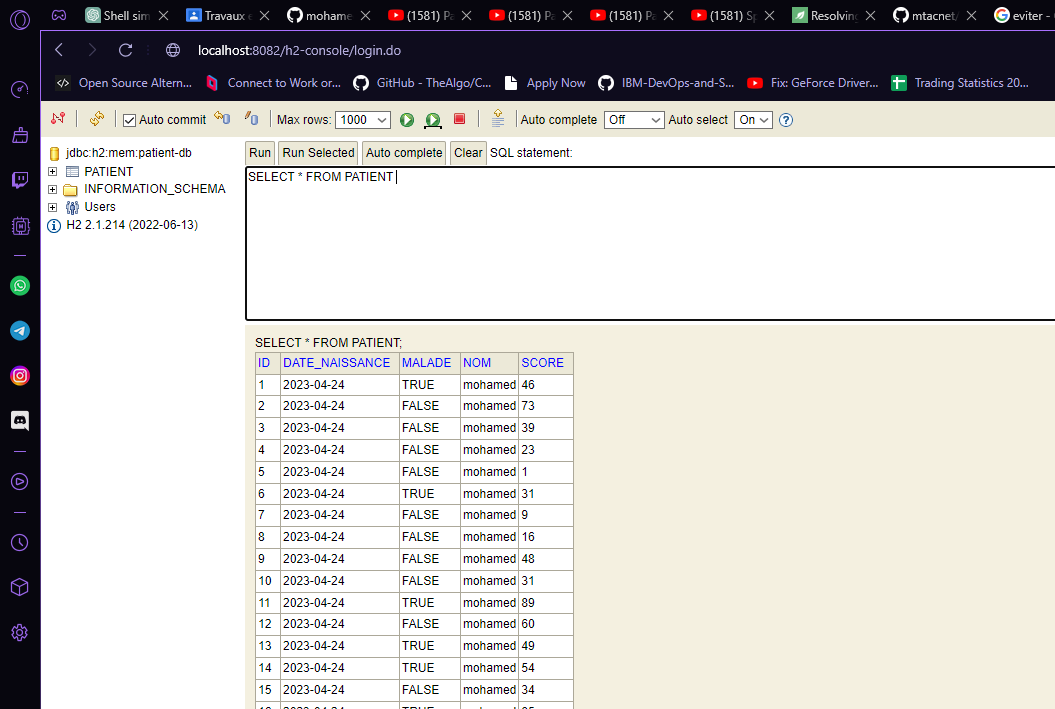 Shell sim
Travaux e
mohame
(1581) Pa
(1581) Pa
(1581) Pa
(1581) Sp
Resolving
mtacnet/
eviter -
localhost:8082/h2-console/login.do
Open Source Altern...
Connect to Work or...
GitHub - TheAlgo/C...
Apply Now
IBM-DevOps-and-S...
Fix: GeForce Driver...
Trading Statistics 20...
Auto commit
Max rows: 1000
Auto complete Off
Auto select On
jdbc:h2:mem:patient-db
PATIENT
INFORMATION_SCHEMA
Users
H2 2.1.214 (2022-06-13)
Run
Run Selected
Auto complete
Clear
SQL statement:
SELECT * FROM PATIENT
SELECT * FROM PATIENT;
ID DATE_NAISSANCE MALADE NOM SCORE
1 2023-04-24 TRUE mohamed 46
2 2023-04-24 FALSE mohamed 73
3 2023-04-24 FALSE mohamed 39
4 2023-04-24 FALSE mohamed 23
5 2023-04-24 FALSE mohamed 1
6 2023-04-24 TRUE mohamed 31
7 2023-04-24 FALSE mohamed 9
8 2023-04-24 FALSE mohamed 16
9 2023-04-24 FALSE mohamed 48
10 2023-04-24 FALSE mohamed 31
11 2023-04-24 TRUE mohamed 89
12 2023-04-24 FALSE mohamed 60
13 2023-04-24 TRUE mohamed 49
14 2023-04-24 TRUE mohamed 54
15 2023-04-24 FALSE mohamed 34